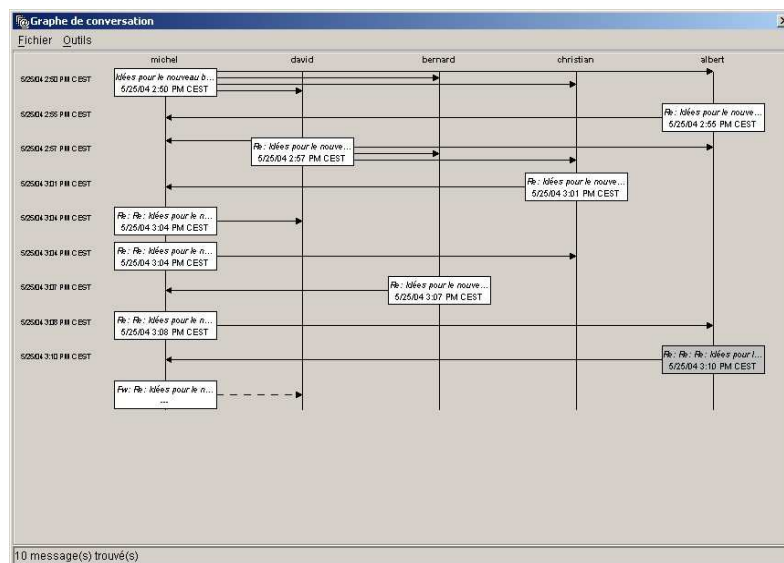 Graphe de conversation
Fichier Outils
michel david bernard christian albert
5/25/04 2:50 PM CEST
Idées pour le nouveau b...
5/25/04 2:50 PM CEST
5/25/04 2:55 PM CEST
Re: Idées pour le nouve...
5/25/04 2:55 PM CEST
5/25/04 2:57 PM CEST
Re: Idées pour le nouve...
5/25/04 2:57 PM CEST
5/25/04 3:01 PM CEST
Re: Idées pour le nouve...
5/25/04 3:01 PM CEST
5/25/04 3:04 PM CEST
Re: Re: Idées pour le n...
5/25/04 3:04 PM CEST
5/25/04 3:04 PM CEST
Re: Re: Idées pour le n...
5/25/04 3:04 PM CEST
5/25/04 3:07 PM CEST
Re: Idées pour le nouve...
5/25/04 3:07 PM CEST
5/25/04 3:08 PM CEST
Re: Re: Idées pour le n...
5/25/04 3:08 PM CEST
5/25/04 3:10 PM CEST
Re: Re: Re: Idées pour l...
5/25/04 3:10 PM CEST
Fw: Re: Idées pour le n...
---
10 message(s) trouvé(s)